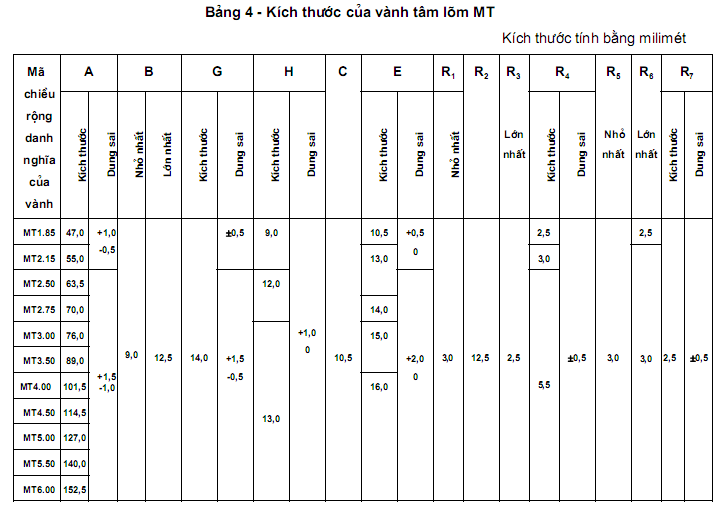 Bảng 4 - Kích thước của vành tâm lõm MT
Kích thước tính bằng milimét
Mã chiều rộng danh nghĩa của vành A B G H C E R1 R2 R3 R4 R5 R6 R7
Kích thước Dung sai Nhỏ nhất Lớn nhất Kích thước Dung sai Kích thước Dung sai Kích thước Dung sai Nhỏ nhất Lớn nhất Kích thước Dung sai Nhỏ nhất Lớn nhất Kích thước Dung sai
MT1.85 47,0 +1,0 ±0,5 9,0 10,5 +0,5 2,5 2,5
-0,5 0
MT2.15 55,0 13,0 3,0
MT2.50 63,5 12,0
MT2.75 70,0 14,0
MT3.00 76,0 +1,0 15,0
0
MT3.50 89,0 9,0 12,5 14,0 +1,5 10,5 +2,0 3,0 12,5 2,5 ±0,5 3,0 3,0 2,5 ±0,5
+1,5 -0,5 0
MT4.00 101,5 -1,0 16,0 5,5
MT4.50 114,5 13,0
MT5.00 127,0
MT5.50 140,0
MT6.00 152,5